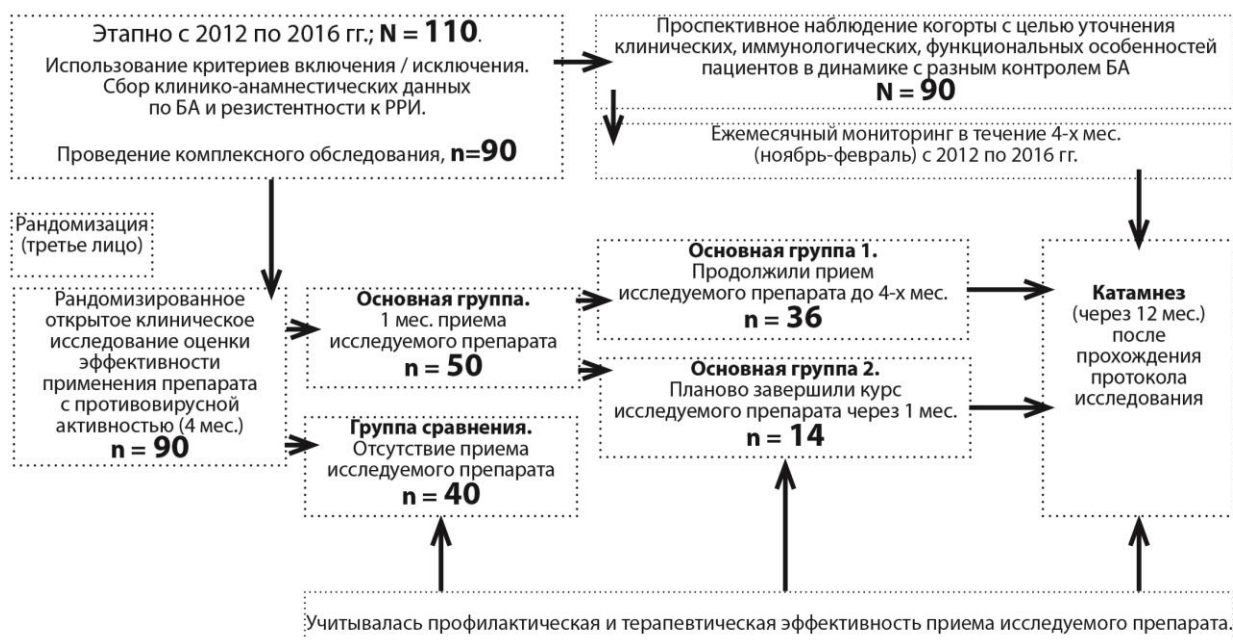 Этапно с 2012 по 2016 гг.; N = 110.
Использование критериев включения / исключения.
Сбор клинико-анамнестических данных
по БА и резистентности к РРИ.
Проведение комплексного обследования, n=90
Проспективное наблюдение когорты с целью уточнения
клинических, иммунологических, функциональных особенностей
пациентов в динамике с разным контролем БА
N = 90
Ежемесячный мониторинг в течение 4-х мес.
(ноябрь-февраль) с 2012 по 2016 гг.
Рандомизация
(третье лицо)
Рандомизированное
открытое клиническое
исследование оценки
эффективности
применения препарата
с противовирусной
активностью (4 мес.)
n = 90
Основная группа.
1 мес. приема
исследуемого препарата
n = 50
Группа сравнения.
Отсутствие приема
исследуемого препарата
n = 40
Основная группа 1.
Продолжили прием
исследуемого препарата до 4-х мес.
n = 36
Основная группа 2.
Планово завершили курс
исследуемого препарата через 1 мес.
n = 14
Катамнез
(через 12 мес.)
после
прохождения
протокола
исследования
Учитывалась профилактическая и терапевтическая эффективность приема исследуемого препарата.